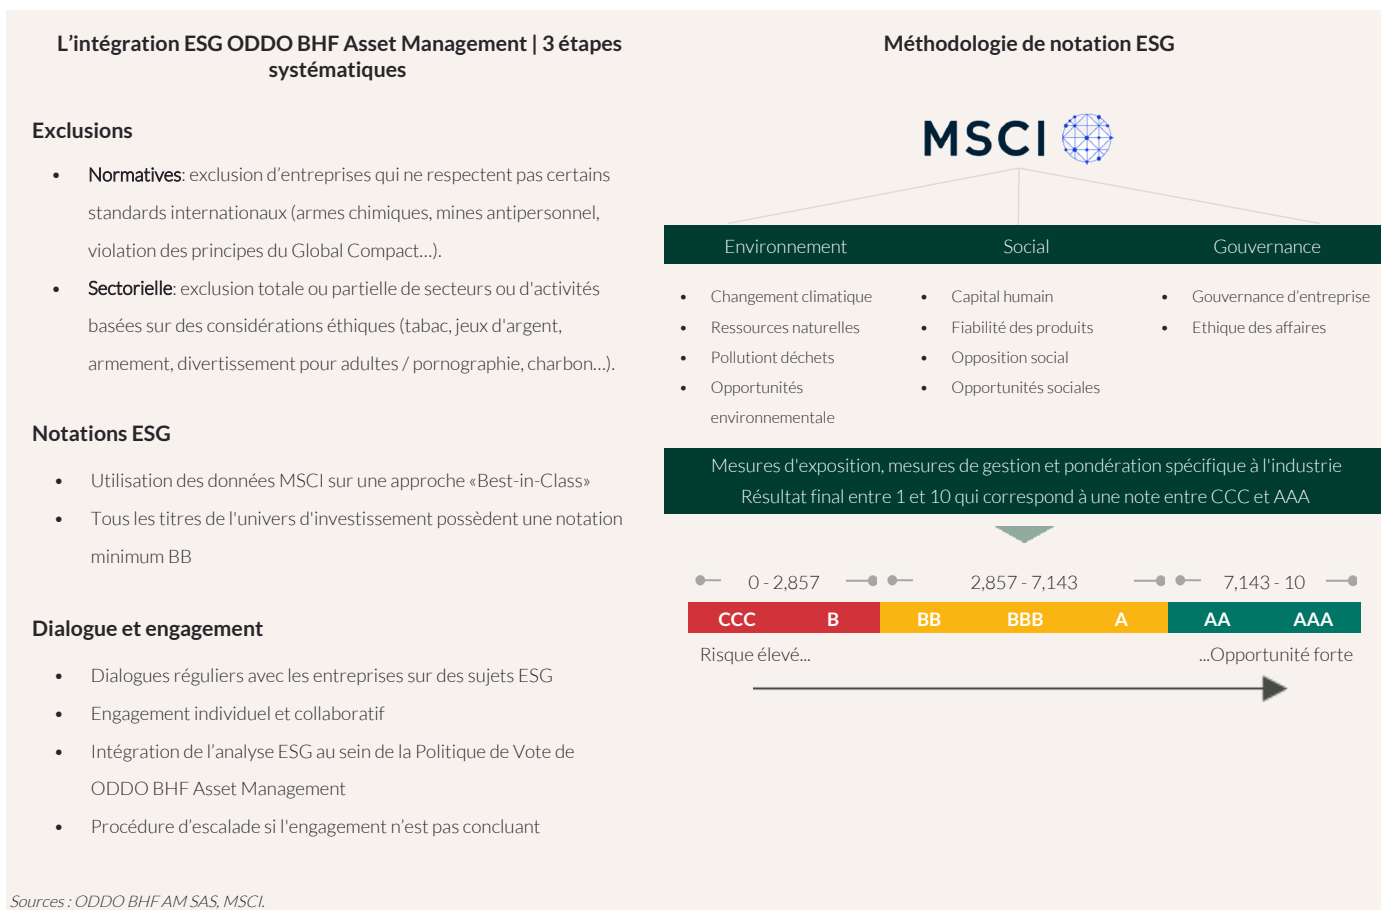 L'intégration ESG ODDO BHF Asset Management | 3 étapes
systématiques
Exclusions
• Normatives: exclusion d'entreprises qui ne respectent pas certains
standards internationaux (armes chimiques, mines antipersonnel,
violation des principes du Global Compact…).
• Sectorielle: exclusion totale ou partielle de secteurs ou d'activités
basées sur des considérations éthiques (tabac, jeux d'argent,
armement, divertissement pour adultes / pornographie, charbon…).
Notations ESG
• Utilisation des données MSCI sur une approche «Best-in-Class»
• Tous les titres de l'univers d'investissement possèdent une notation
minimum BB
Dialogue et engagement
• Dialogues réguliers avec les entreprises sur des sujets ESG
• Engagement individuel et collaboratif
• Intégration de l'analyse ESG au sein de la Politique de Vote de
ODDO BHF Asset Management
• Procédure d'escalade si l'engagement n'est pas concluant
Méthodologie de notation ESG
MSCI
Environnement Social Gouvernance
• Changement climatique
• Ressources naturelles
• Pollutiont déchets
• Opportunités
environnementale
• Capital humain
• Fiabilité des produits
• Opposition social
• Opportunités sociales
• Gouvernance d'entreprise
• Ethique des affaires
Mesures d'exposition, mesures de gestion et pondération spécifique à l'industrie
Résultat final entre 1 et 10 qui correspond à une note entre CCC et AAA
0 - 2,857 2,857 - 7,143 7,143 - 10
CCC B BB BBB A AA AAA
Risque élevé... ...Opportunité forte
Sources : ODDO BHF AM SAS, MSCI.